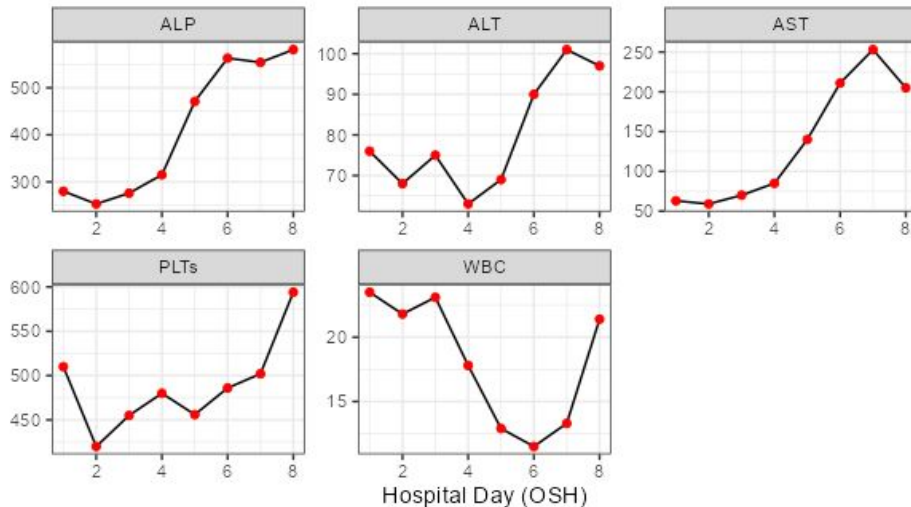 ALP ALT AST
500 400 300
100 90 80 70
250 200 150 100 50
2 4 6 8 2 4 6 8 2 4 6 8
PLTs WBC
600 550 500 450
20 15
2 4 6 8 2 4 6 8
Hospital Day (OSH)